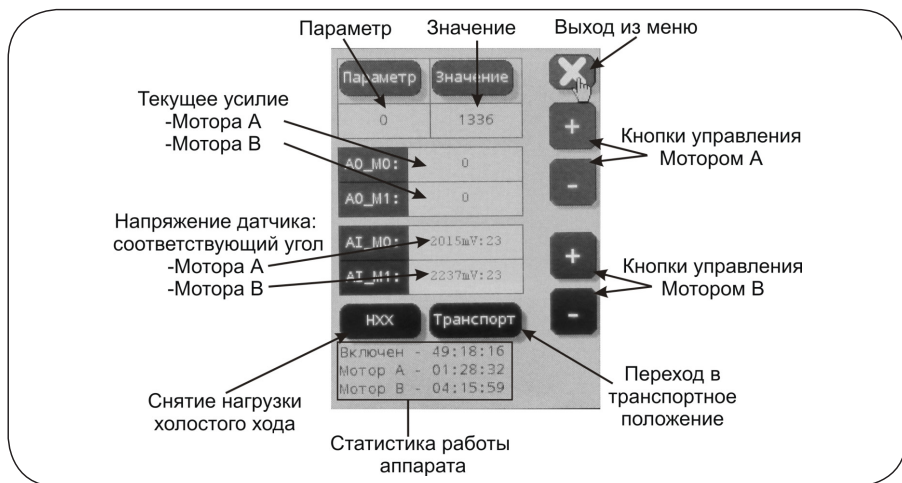 Параметр
Значение
Выход из меню
Параметр
Значение
0
1336
Текущее усилие
-Мотора А
-Мотора В
+
-
Кнопки управления
Мотором А
AO_M0:
0
AO_M1:
0
Напряжение датчика:
соответствующий угол
-Мотора А
-Мотора В
AI_M0:
2015mV:23
AI_M1:
2237mV:23
+
-
Кнопки управления
Мотором В
НХХ
Транспорт
Включен - 49:18:16
Мотор А - 01:28:32
Мотор В - 04:15:59
Снятие нагрузки
холостого хода
Статистика работы
аппарата
Переход в
транспортное
положение